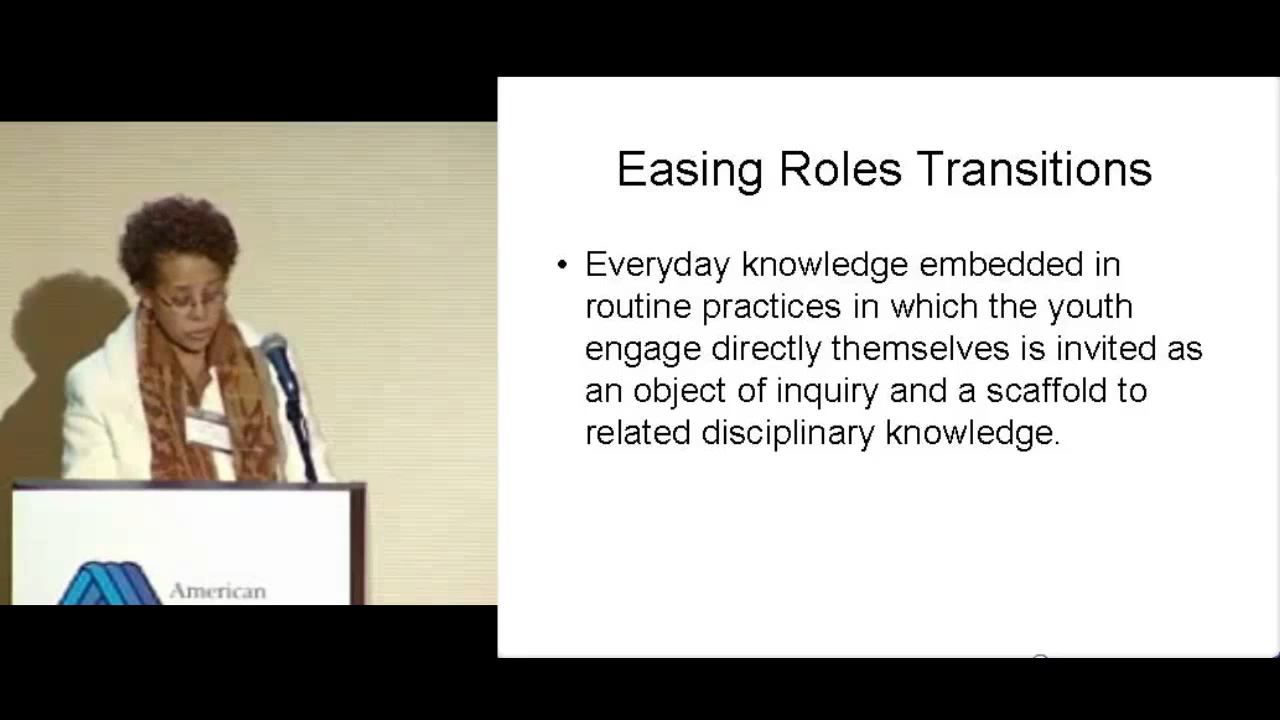 Easing Roles Transitions
• Everyday knowledge embedded in
routine practices in which the youth
engage directly themselves is invited as
an object of inquiry and a scaffold to
related disciplinary knowledge.
American